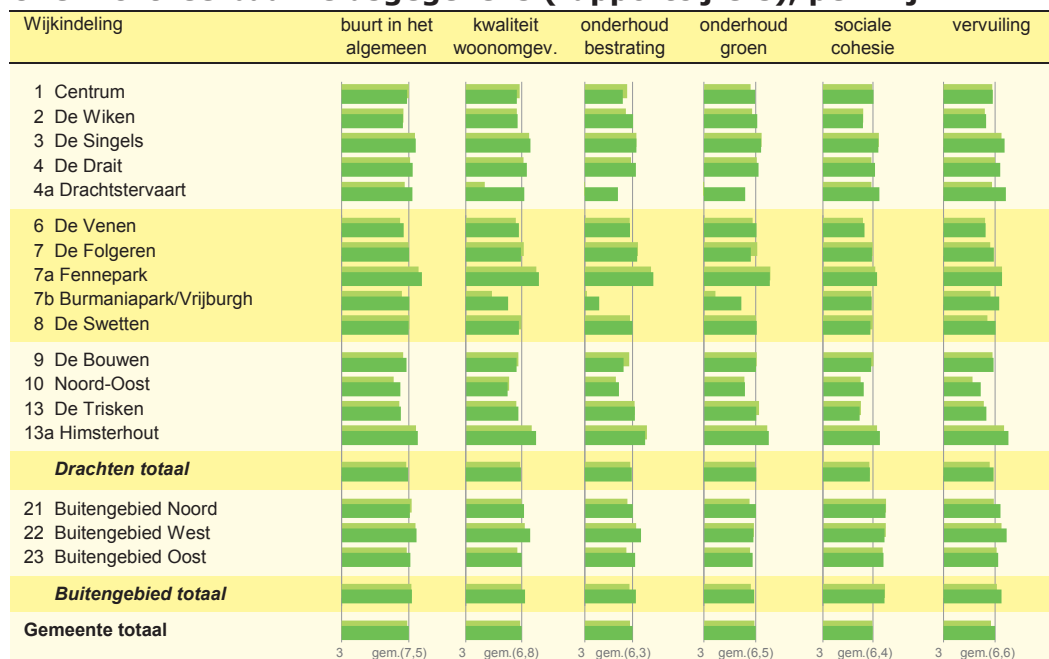 Wijkindeling buurt in het kwaliteit onderhoud onderhoud sociale vervuiling
algemeen woonomgev. bestrating groen cohesie
1 Centrum
2 De Wiken
3 De Singels
4 De Drait
4a Drachtstervaart
6 De Venen
7 De Folgeren
7a Fennepark
7b Burmaniapark/Vrijburgh
8 De Swetten
9 De Bouwen
10 Noord-Oost
13 De Trisken
13a Himsterhout
Drachten totaal
21 Buitengebied Noord
22 Buitengebied West
23 Buitengebied Oost
Buitengebied totaal
Gemeente totaal
3 gem.(7,5) 3 gem.(6,8) 3 gem.(6,3) 3 gem.(6,5) 3 gem.(6,4) 3 gem.(6,6)